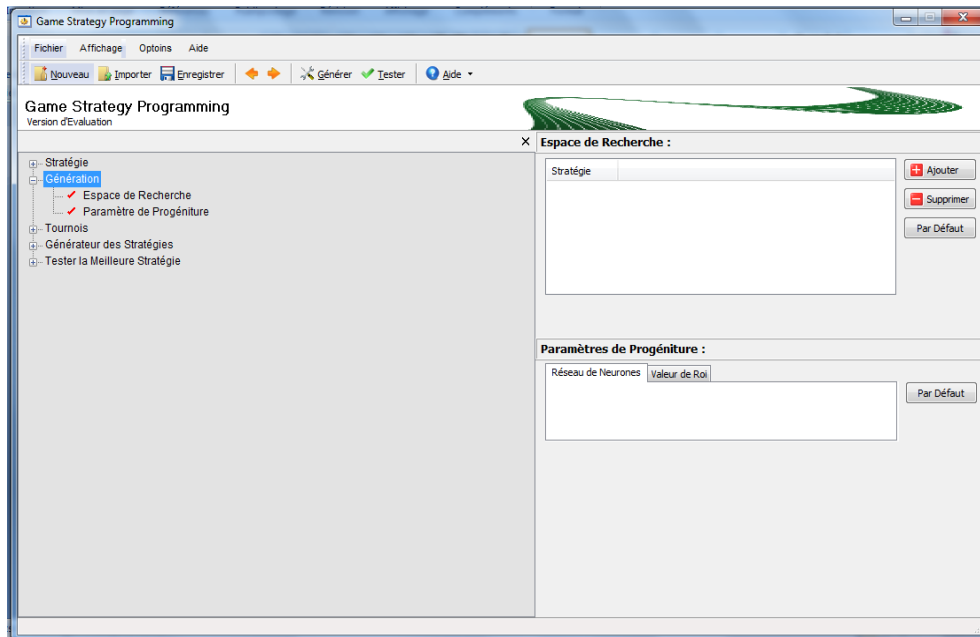 Game Strategy Programming
Fichier Affichage Optoins Aide
Nouveau Importer Enregistrer Générer Tester Aide
Game Strategy Programming
Version d'Evaluation
Stratégie
Génération
Espace de Recherche
Paramètre de Progéniture
Tournois
Générateur des Stratégies
Tester la Meilleure Stratégie
Espace de Recherche :
Stratégie
Ajouter
Supprimer
Par Défaut
Paramètres de Progéniture :
Réseau de Neurones Valeur de Roi
Par Défaut